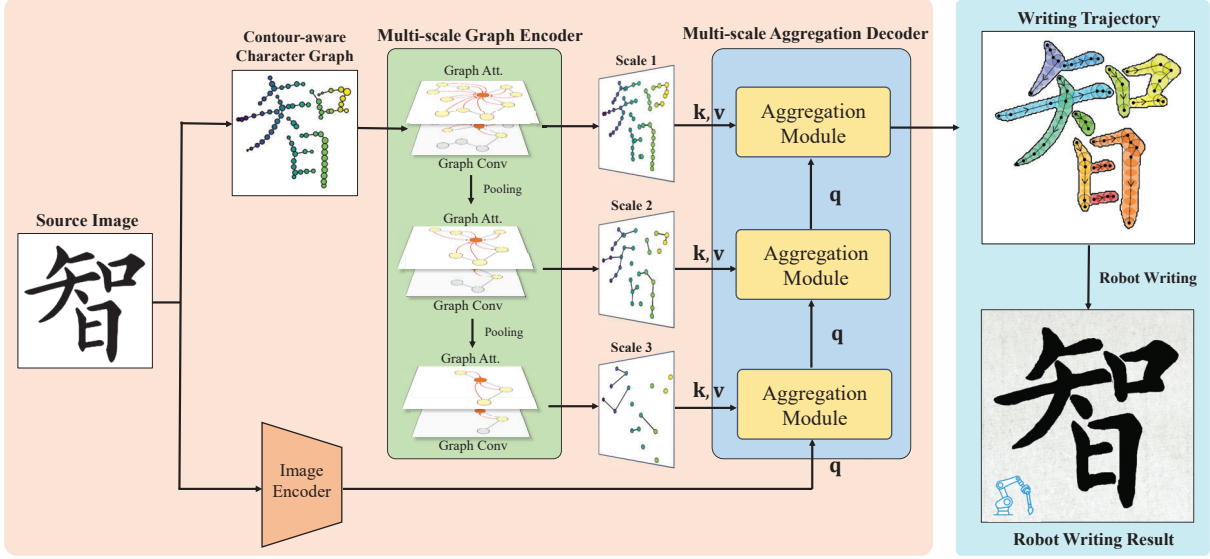 Contour-aware
Character Graph
Multi-scale Graph Encoder
Multi-scale Aggregation Decoder
Writing Trajectory
Graph Att.
Scale 1
k, v
Aggregation
Module
智
Graph Conv
Pooling
q
Source Image
智
Graph Att.
Scale 2
k, v
Aggregation
Module
Graph Conv
Robot Writing
Pooling
q
Graph Att.
Scale 3
k, v
Aggregation
Module
智
Graph Conv
Image
Encoder
q
Robot Writing Result